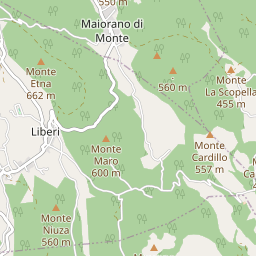 550 m
Maiorano di
Monte
Monte
Etna
662 m
560 m
Monte
La Scopella
455 m
Liberi
Monte
Maro
600 m
Monte
Cardillo
557 m
Monte
Niuza
560 m